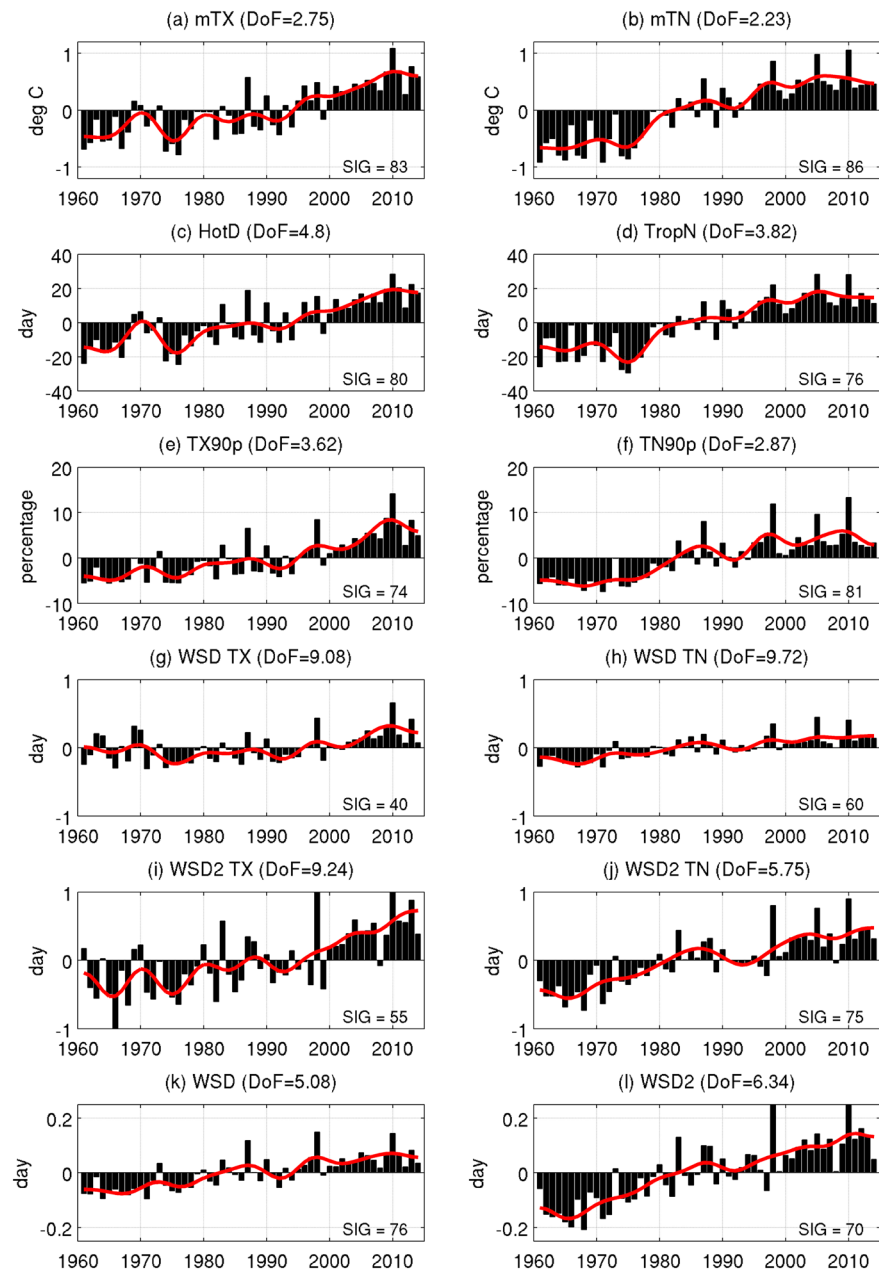 (a) mTX (DoF=2.75)
deg C
1
0
-1
SIG = 83
1960 1970 1980 1990 2000 2010
(b) mTN (DoF=2.23)
deg C
1
0
-1
SIG = 86
1960 1970 1980 1990 2000 2010
(c) HotD (DoF=4.8)
day
40
20
0
-20
-40
SIG = 80
1960 1970 1980 1990 2000 2010
(d) TropN (DoF=3.82)
day
40
20
0
-20
-40
SIG = 76
1960 1970 1980 1990 2000 2010
(e) TX90p (DoF=3.62)
percentage
20
10
0
-10
SIG = 74
1960 1970 1980 1990 2000 2010
(f) TN90p (DoF=2.87)
percentage
20
10
0
-10
SIG = 81
1960 1970 1980 1990 2000 2010
(g) WSD TX (DoF=9.08)
day
1
0
-1
SIG = 40
1960 1970 1980 1990 2000 2010
(h) WSD TN (DoF=9.72)
day
1
0
-1
SIG = 60
1960 1970 1980 1990 2000 2010
(i) WSD2 TX (DoF=9.24)
day
1
0
-1
SIG = 55
1960 1970 1980 1990 2000 2010
(j) WSD2 TN (DoF=5.75)
day
1
0
-1
SIG = 75
1960 1970 1980 1990 2000 2010
(k) WSD (DoF=5.08)
day
0.2
0
-0.2
SIG = 76
1960 1970 1980 1990 2000 2010
(l) WSD2 (DoF=6.34)
day
0.2
0
-0.2
SIG = 70
1960 1970 1980 1990 2000 2010